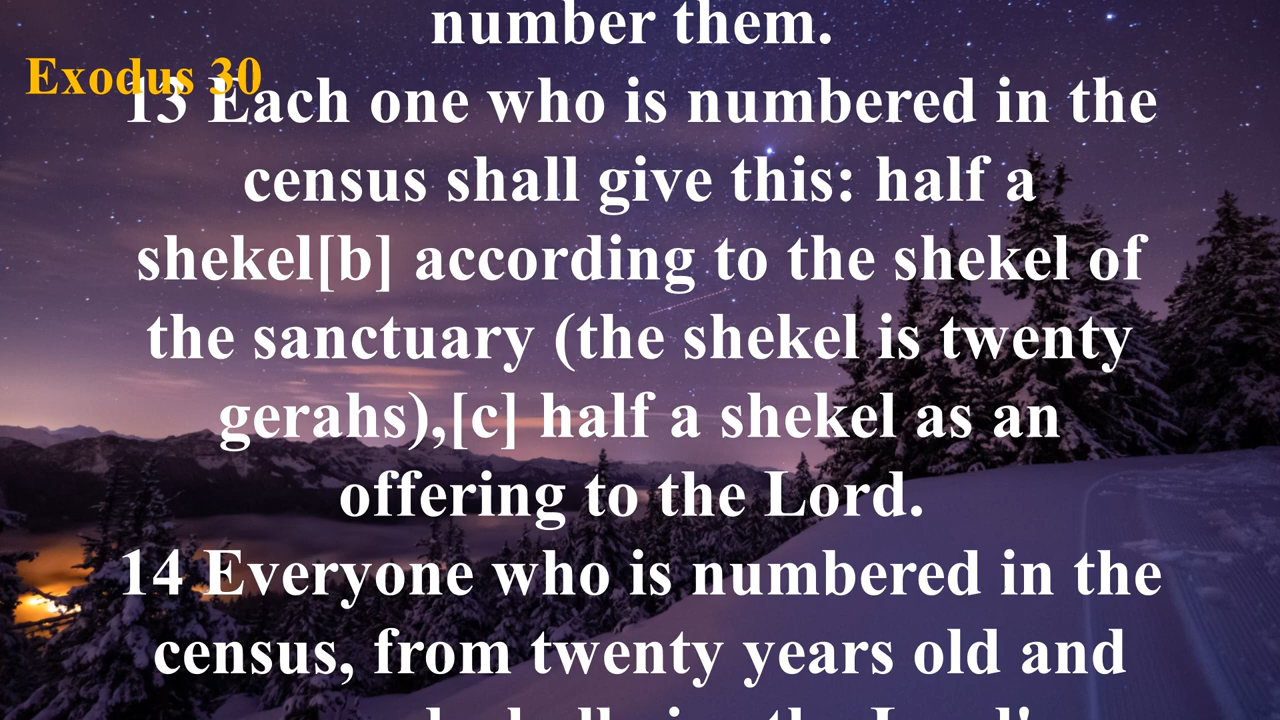 number them.
Exodus 30
13 Each one who is numbered in the
census shall give this: half a
shekel[b] according to the shekel of
the sanctuary (the shekel is twenty
gerahs),[c] half a shekel as an
offering to the Lord.
14 Everyone who is numbered in the
census, from twenty years old and